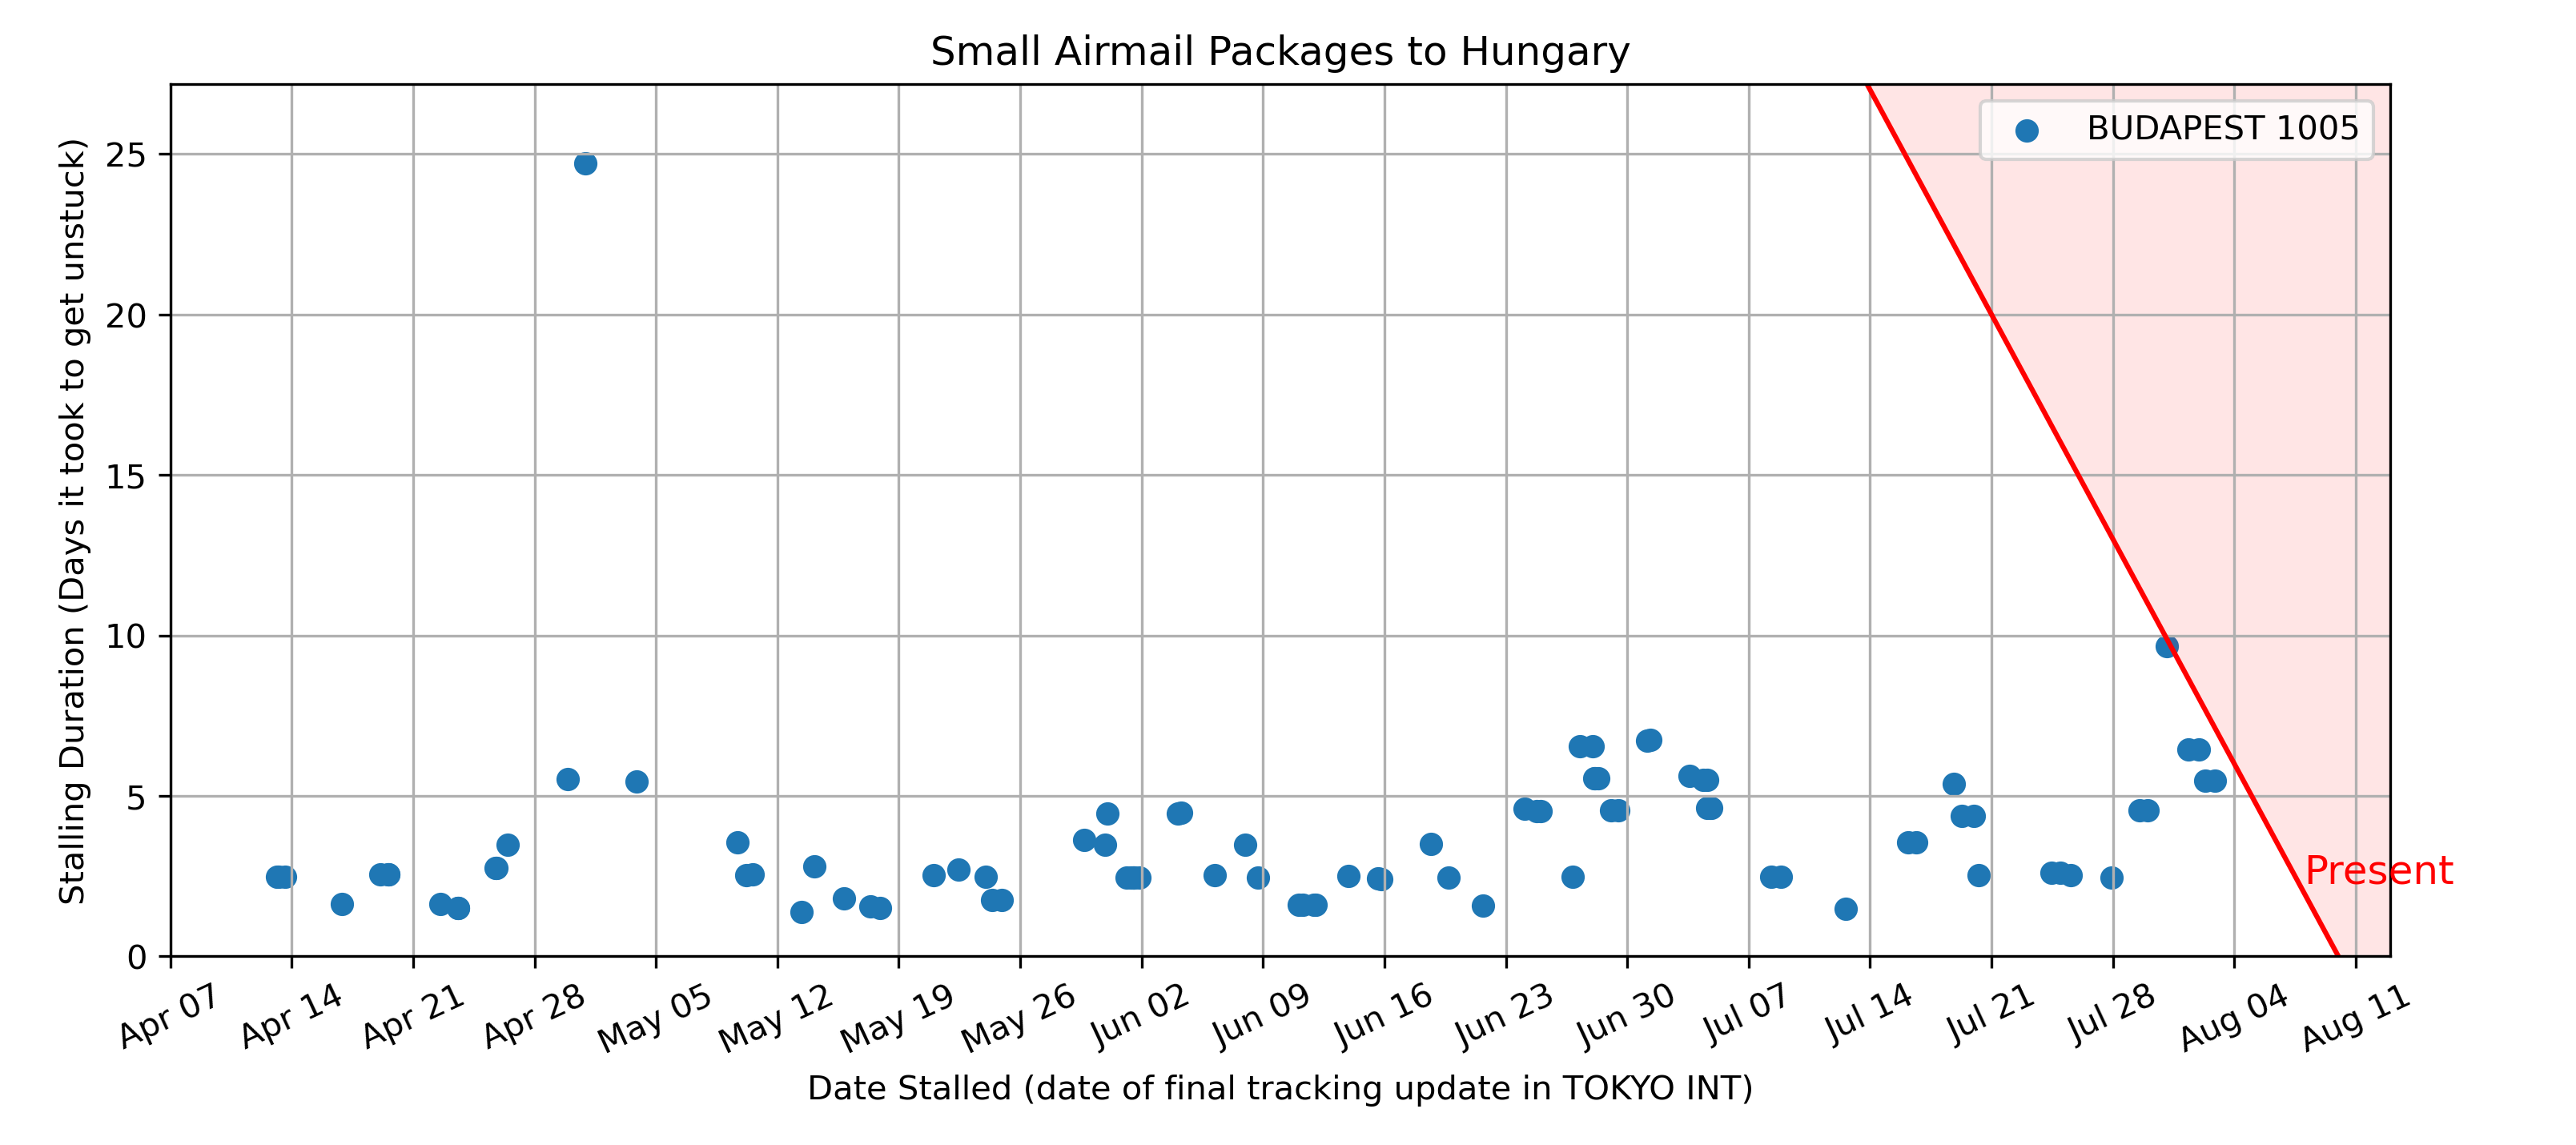 Small Airmail Packages to Hungary
BUDAPEST 1005
Stalling Duration (Days it took to get unstuck)
25
20
15
10
5
0
Present
Apr 07
Apr 14
Apr 21
Apr 28
May 05
May 12
May 19
May 26
Jun 02
Jun 09
Jun 16
Jun 23
Jun 30
Jul 07
Jul 14
Jul 21
Jul 28
Aug 04
Aug 11
Date Stalled (date of final tracking update in TOKYO INT)